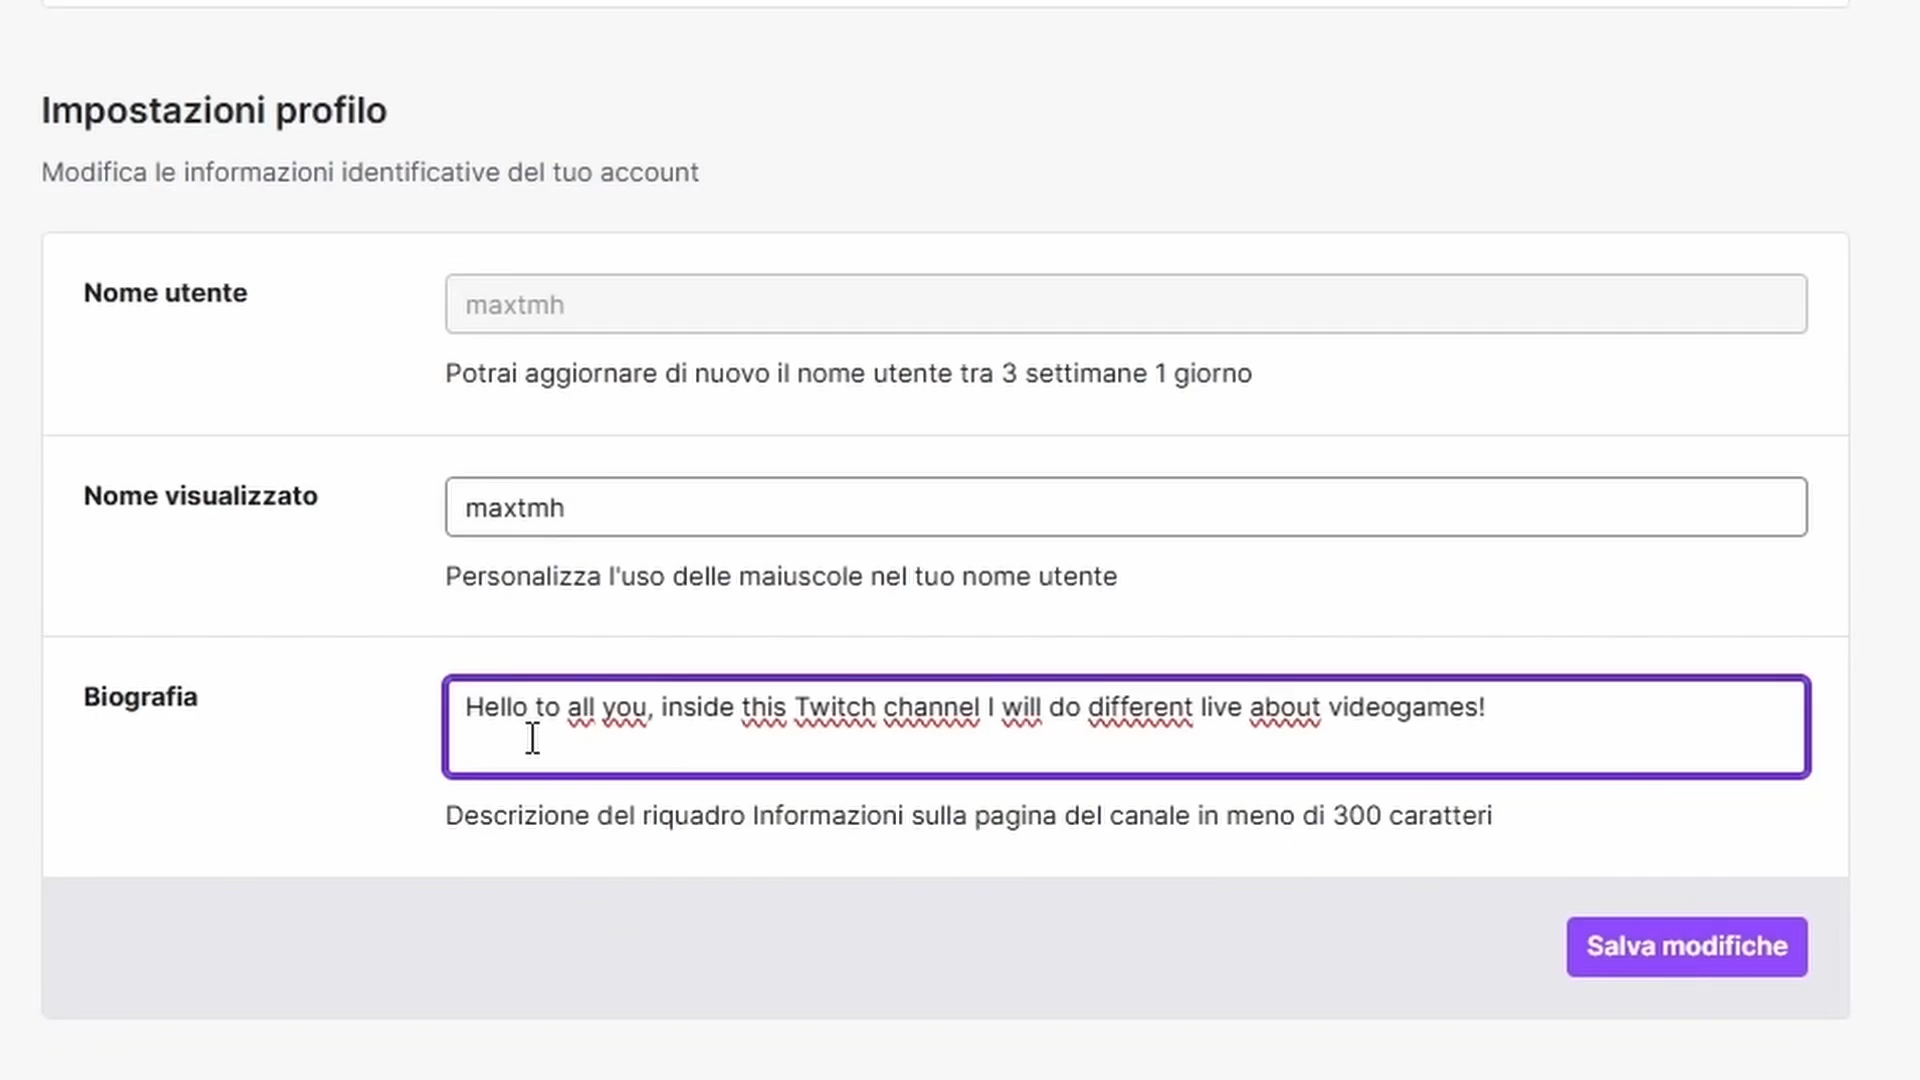 Impostazioni profilo
Modifica le informazioni identificative del tuo account
Nome utente
maxtmh
Potrai aggiornare di nuovo il nome utente tra 3 settimane 1 giorno
Nome visualizzato
maxtmh
Personalizza l'uso delle maiuscole nel tuo nome utente
Biografia
Hello to all you, inside this Twitch channel I will do different live about videogames!
Descrizione del riquadro Informazioni sulla pagina del canale in meno di 300 caratteri
Salva modifiche